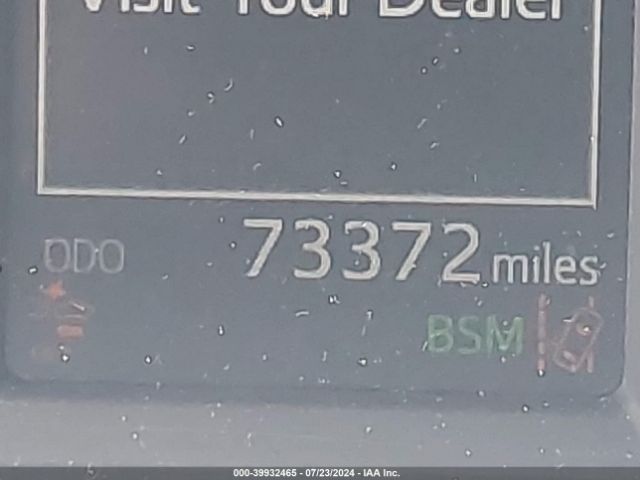 Visit Your Dealer
ODO 73372 miles
BSM
000-39932465 - 07/23/2024 - IAA Inc.